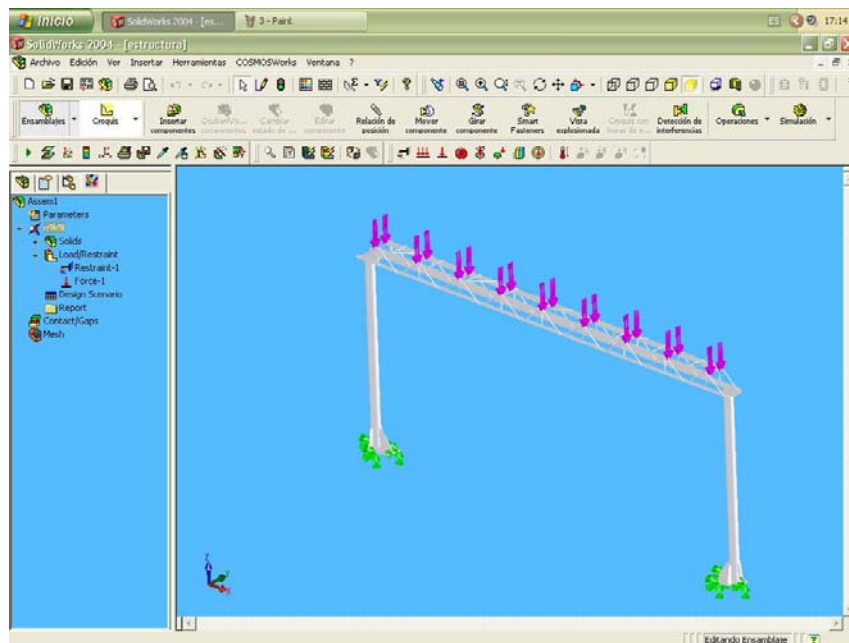 Inicio
SolidWorks 2004 - [es...
3 - Paint
ES
17:14
SolidWorks 2004 - [estructura]
Archivo Edición Ver Insertar Herramientas COSMOSWorks Ventana ?
Ensamblajes
Croquis
Insertar componentes
Relación de posición
Mover componente
Girar componente
Smart Fasteners
Vista explosionada
Detección de interferencias
Operaciones
Simulación
Assem1
Parameters
Solids
Load/Restraint
Restraint-1
Force-1
Design Scenario
Report
Contact/Gaps
Mesh
Editando Ensamblaje